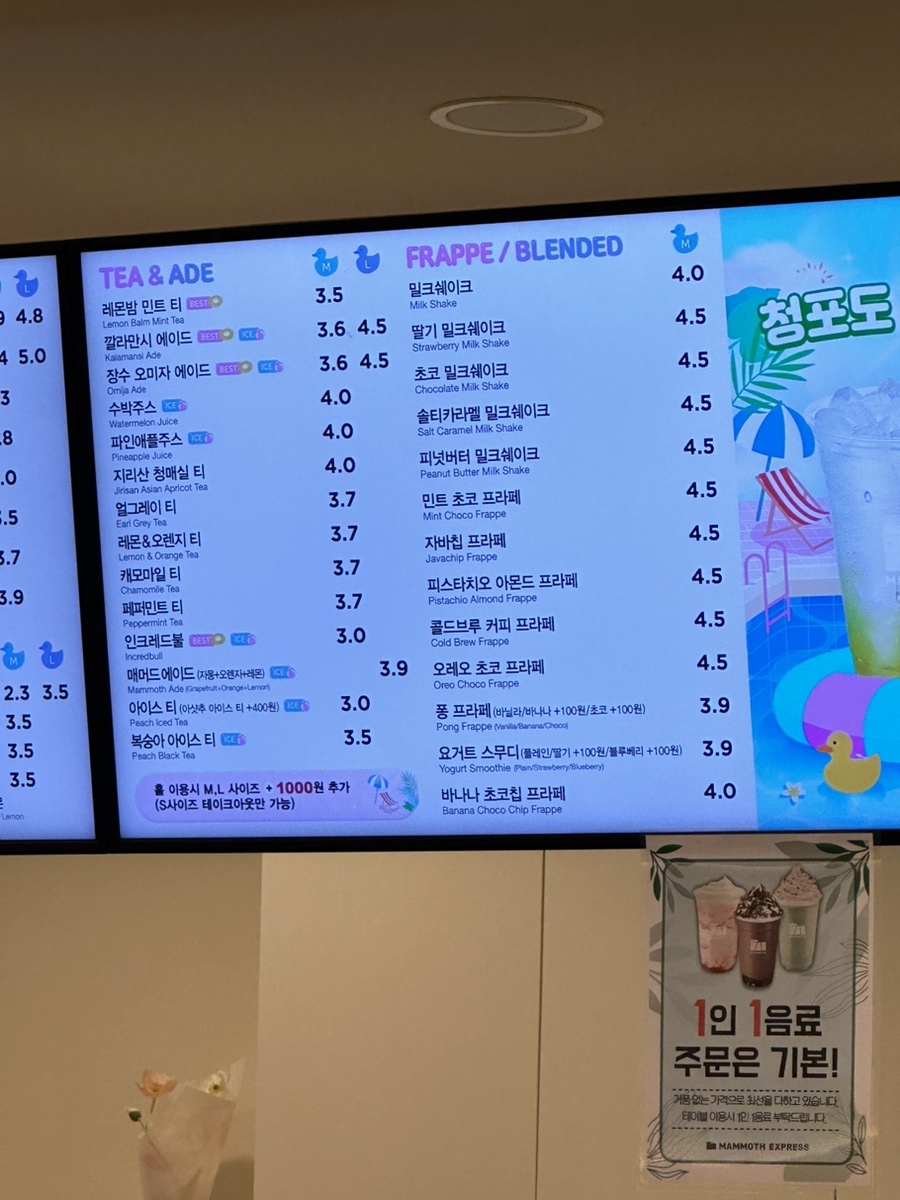 L
4.8
5.0
M L
2.3 3.5
3.5
3.5
3.5
Lemon
TEA & ADE
M L
레몬밤 민트 티 BEST 3.5
Lemon Balm Mint Tea
깔라만시 에이드 BEST ICE 3.6 4.5
Kalamansi Ade
장수 오미자 에이드 BEST ICE 3.6 4.5
Omija Ade
수박주스 ICE 4.0
Watermelon Juice
파인애플주스 ICE 4.0
Pineapple Juice
지리산 청매실 티 4.0
Jirisan Asian Apricot Tea
얼그레이 티 3.7
Earl Grey Tea
레몬&오렌지 티 3.7
Lemon & Orange Tea
캐모마일 티 3.7
Chamomile Tea
페퍼민트 티 3.7
Peppermint Tea
인크레드불 BEST ICE 3.0
Incredbull
매머드 에이드 (자몽+오렌지+레몬) ICE 3.9
Mammoth Ade (Grapefruit+Orange+Lemon)
아이스 티 (아샷추 아이스 티 +400원) ICE 3.0
Peach Iced Tea
복숭아 아이스 티 ICE 3.5
Peach Black Tea
홀 이용시 M,L 사이즈 + 1000원 추가
(S사이즈 테이크아웃만 가능)
FRAPPE / BLENDED
M
밀크쉐이크 4.0
Milk Shake
딸기 밀크쉐이크 4.5
Strawberry Milk Shake
초코 밀크쉐이크 4.5
Chocolate Milk Shake
솔티카라멜 밀크쉐이크 4.5
Salt Caramel Milk Shake
피넛버터 밀크쉐이크 4.5
Peanut Butter Milk Shake
민트 초코 프라페 4.5
Mint Choco Frappe
자바칩 프라페 4.5
Javachip Frappe
피스타치오 아몬드 프라페 4.5
Pistachio Almond Frappe
콜드브루 커피 프라페 4.5
Cold Brew Frappe
오레오 초코 프라페 4.5
Oreo Choco Frappe
퐁 프라페 (바닐라/바나나 +100원/초코 +100원) 3.9
Pong Frappe (Vanilla/Banana/Choco)
요거트 스무디 (플레인/딸기 +100원/블루베리 +100원) 3.9
Yogurt Smoothie (Plain/Strawberry/Blueberry)
바나나 초코칩 프라페 4.0
Banana Choco Chip Frappe
청포도
1인 1음료
주문은 기본!
거품 없는 가격으로 최선을 다하고 있습니다.
테이블 이용시 1인 1음료 부탁드립니다.
MAMMOTH EXPRESS